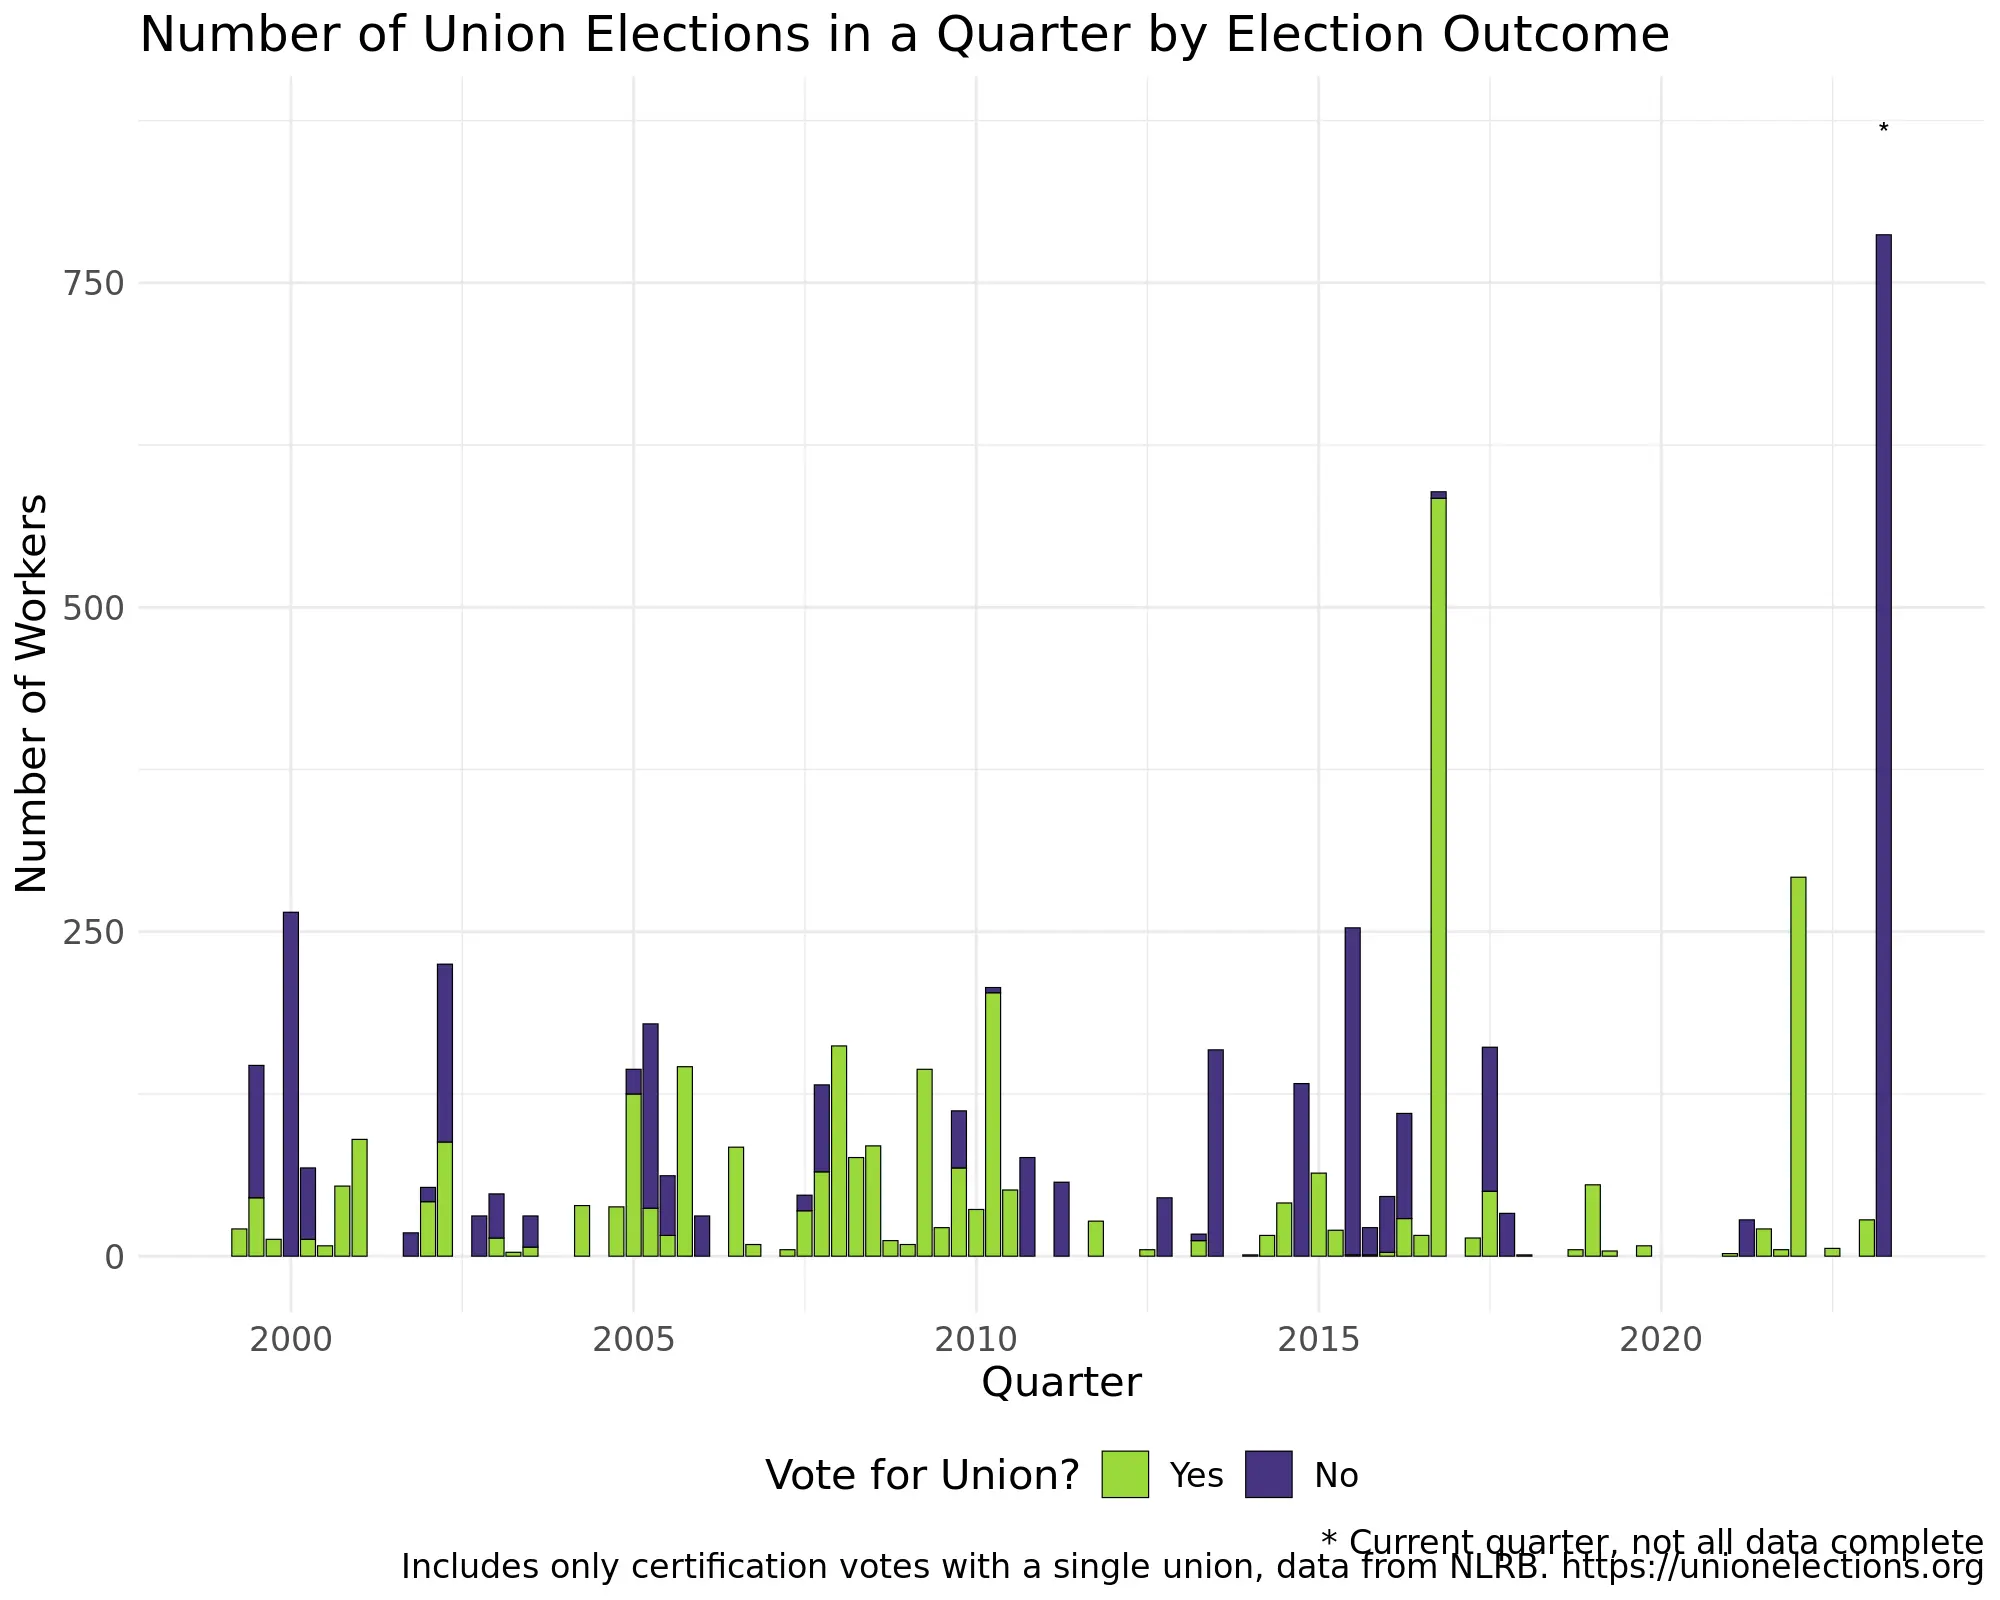 Number of Union Elections in a Quarter by Election Outcome
*
750
500
250
0
Number of Workers
2000 2005 2010 2015 2020
Quarter
Vote for Union? Yes No
* Current quarter, not all data complete
Includes only certification votes with a single union, data from NLRB. https://unionelections.org